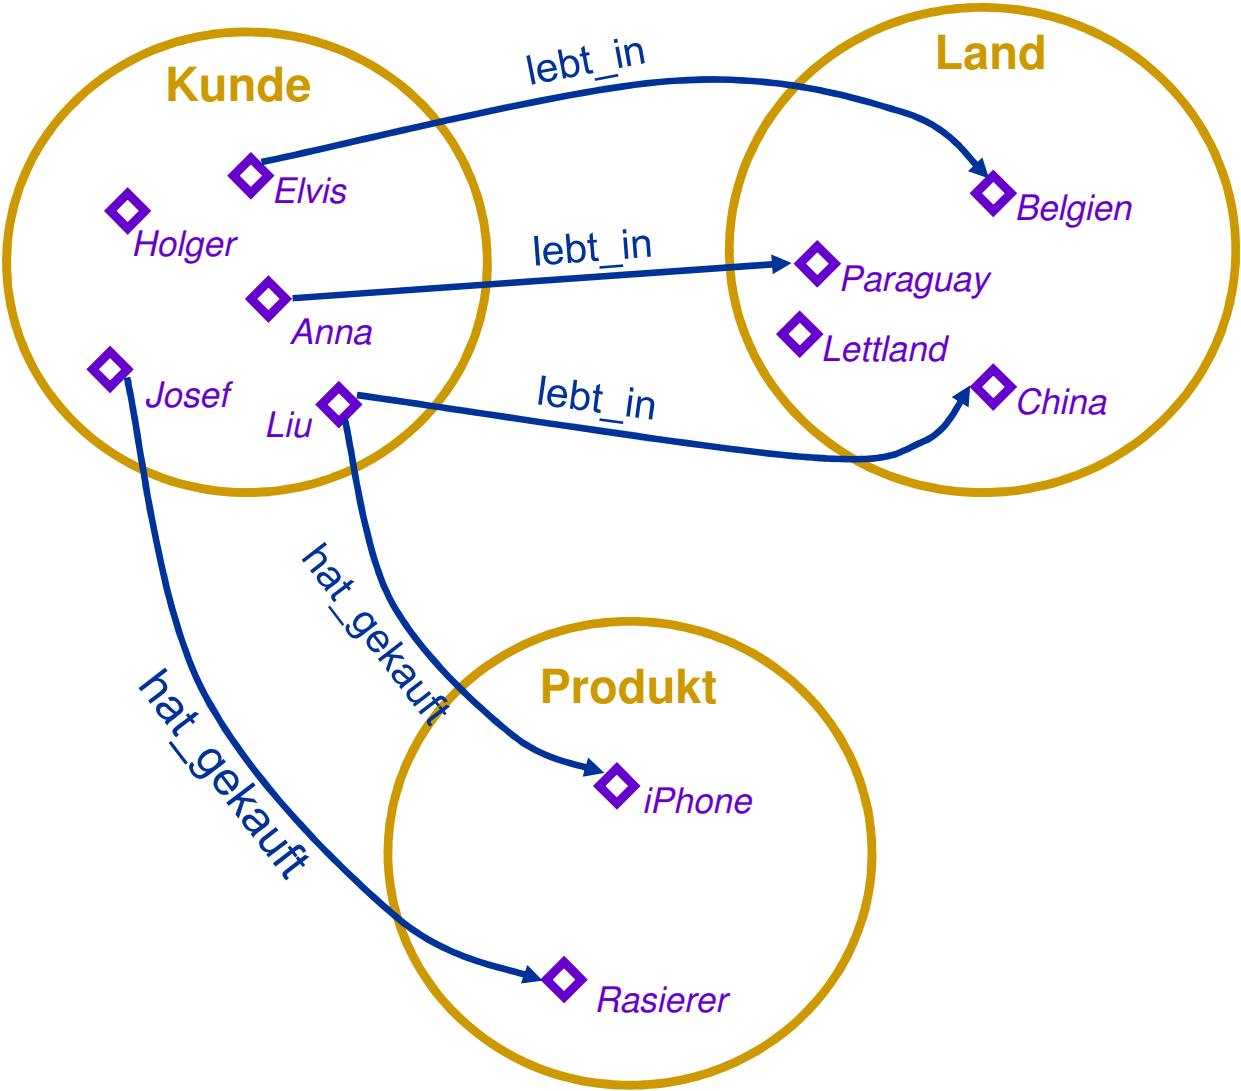 Kunde
Land
lebt_in
Elvis
Belgien
Holger
lebt_in
Paraguay
Anna
Lettland
Josef
Liu
lebt_in
China
hat_gekauft
hat_gekauft
Produkt
iPhone
Rasierer